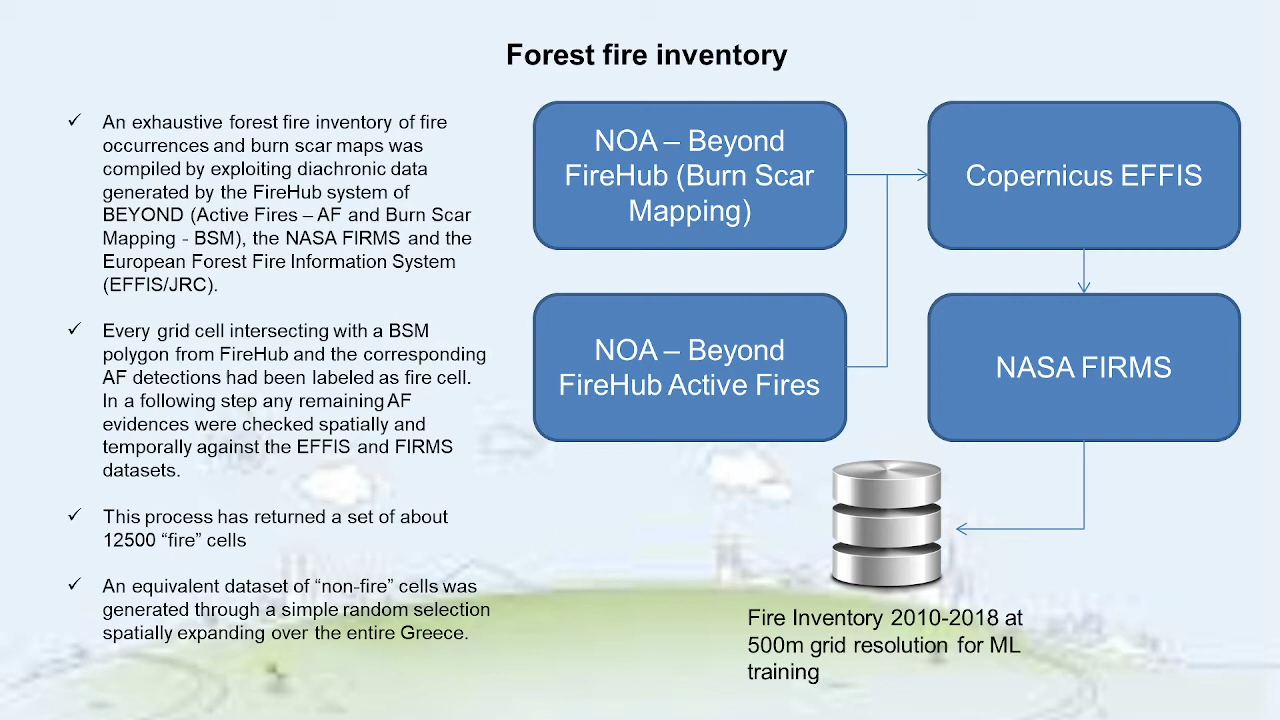 Forest fire inventory
✓ An exhaustive forest fire inventory of fire
occurrences and burn scar maps was
compiled by exploiting diachronic data
generated by the FireHub system of
BEYOND (Active Fires – AF and Burn Scar
Mapping - BSM), the NASA FIRMS and the
European Forest Fire Information System
(EFFIS/JRC).
✓ Every grid cell intersecting with a BSM
polygon from FireHub and the corresponding
AF detections had been labeled as fire cell.
In a following step any remaining AF
evidences were checked spatially and
temporally against the EFFIS and FIRMS
datasets.
✓ This process has returned a set of about
12500 “fire” cells
✓ An equivalent dataset of “non-fire” cells was
generated through a simple random selection
spatially expanding over the entire Greece.
NOA – Beyond
FireHub (Burn Scar
Mapping)
Copernicus EFFIS
NOA – Beyond
FireHub Active Fires
NASA FIRMS
Fire Inventory 2010-2018 at
500m grid resolution for ML
training